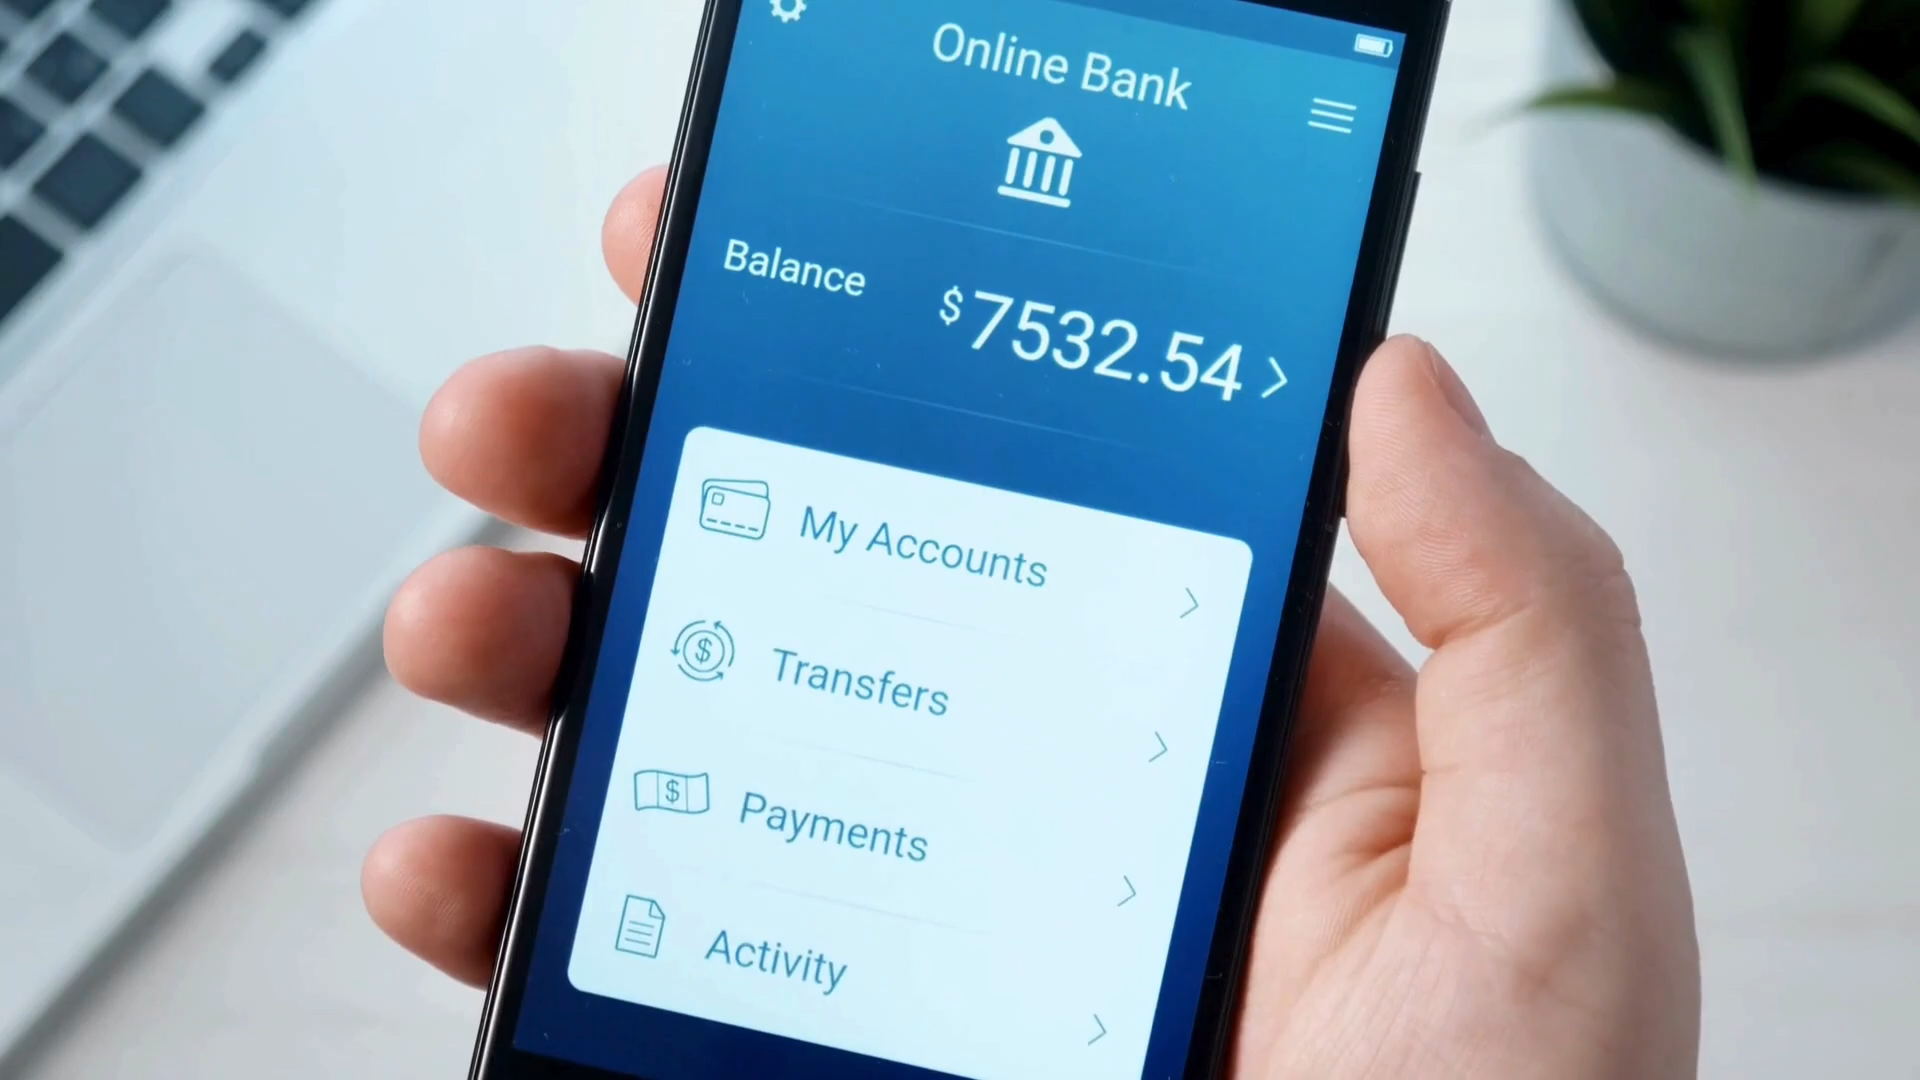 Online Bank
Balance $7532.54
My Accounts
Transfers
Payments
Activity